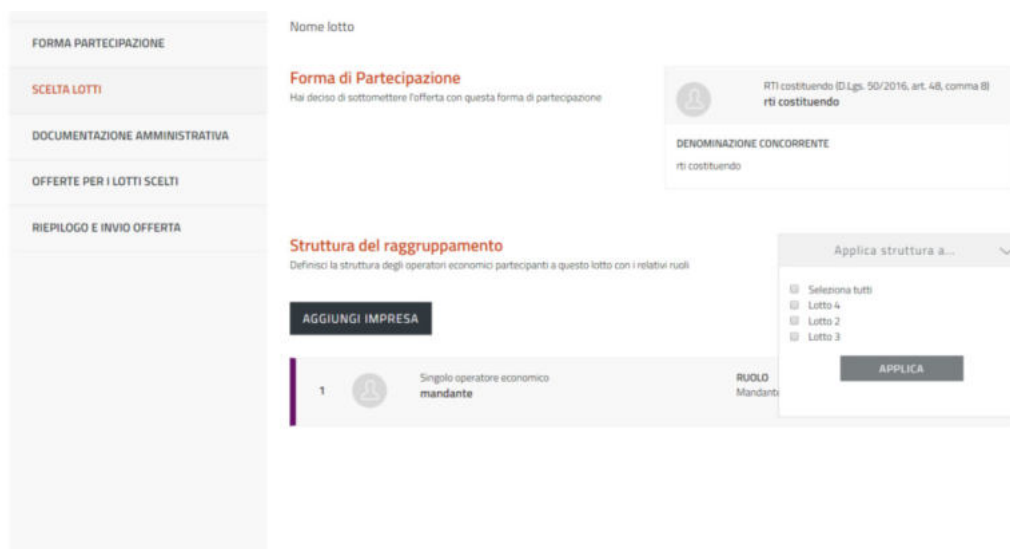 FORMA PARTECIPAZIONE
SCELTA LOTTI
DOCUMENTAZIONE AMMINISTRATIVA
OFFERTE PER I LOTTI SCELTI
RIEPILOGO E INVIO OFFERTA
Nome lotto
Forma di Partecipazione
Hai deciso di sottomettere l'offerta con questa forma di partecipazione
RTI costituendo (D.Lgs. 50/2016, art. 48, comma 8)
rti costituendo
DENOMINAZIONE CONCORRENTE
rti costituendo
Struttura del raggruppamento
Definisci la struttura degli operatori economici partecipanti a questo lotto con i relativi ruoli
Applica struttura a...
Seleziona tutti
Lotto 4
Lotto 2
Lotto 3
APPLICA
AGGIUNGI IMPRESA
1
Singolo operatore economico
mandante
RUOLO
Mandante